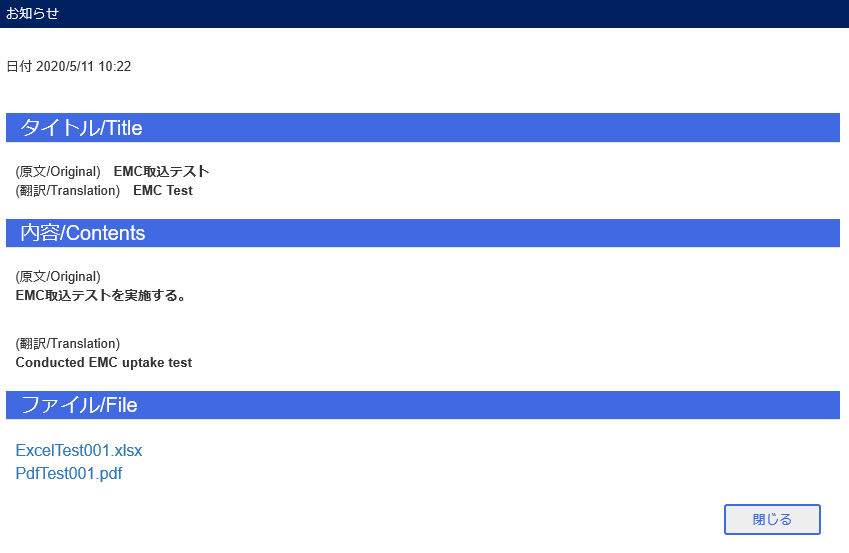 お知らせ
日付 2020/5/11 10:22
タイトル/Title
(原文/Original) EMC取込テスト
(翻訳/Translation) EMC Test
内容/Contents
(原文/Original)
EMC取込テストを実施する。
(翻訳/Translation)
Conducted EMC uptake test
ファイル/File
ExcelTest001.xlsx
PdfTest001.pdf
閉じる